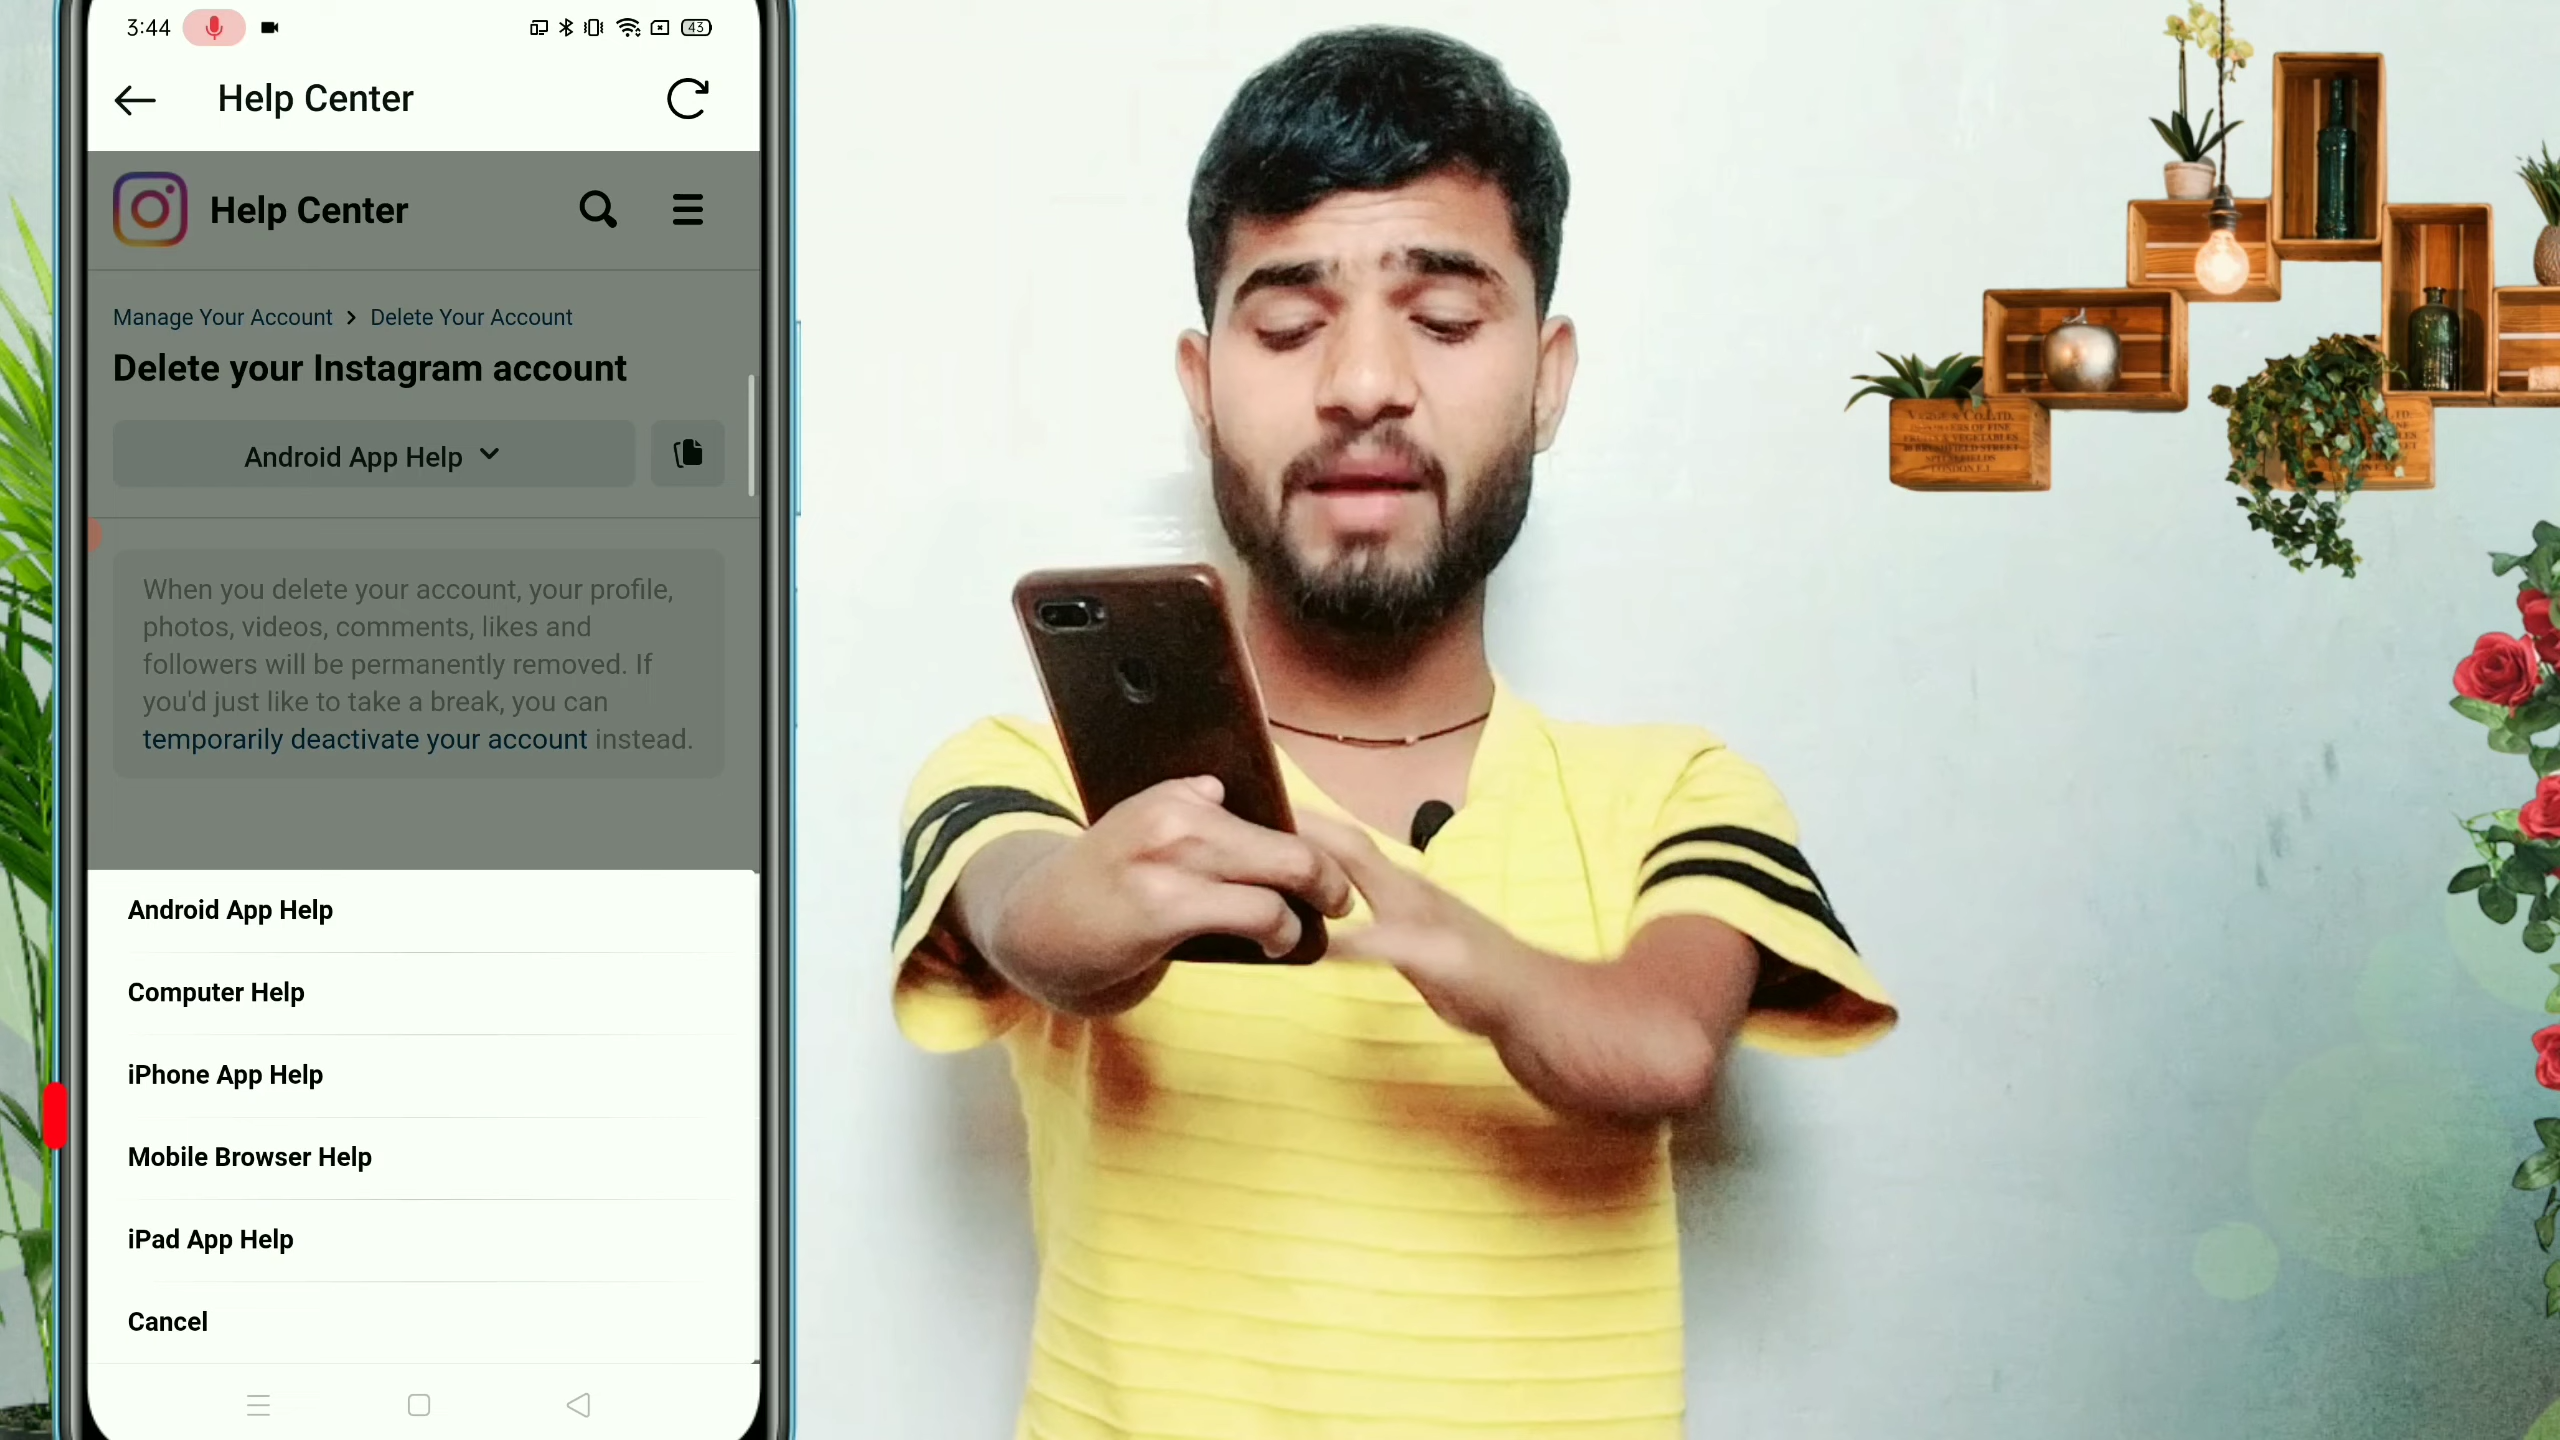 3:44
43
Help Center
Help Center
Manage Your Account > Delete Your Account
Delete your Instagram account
Android App Help
When you delete your account, your profile,
photos, videos, comments, likes and
followers will be permanently removed. If
you'd just like to take a break, you can
temporarily deactivate your account instead.
Android App Help
Computer Help
iPhone App Help
Mobile Browser Help
iPad App Help
Cancel